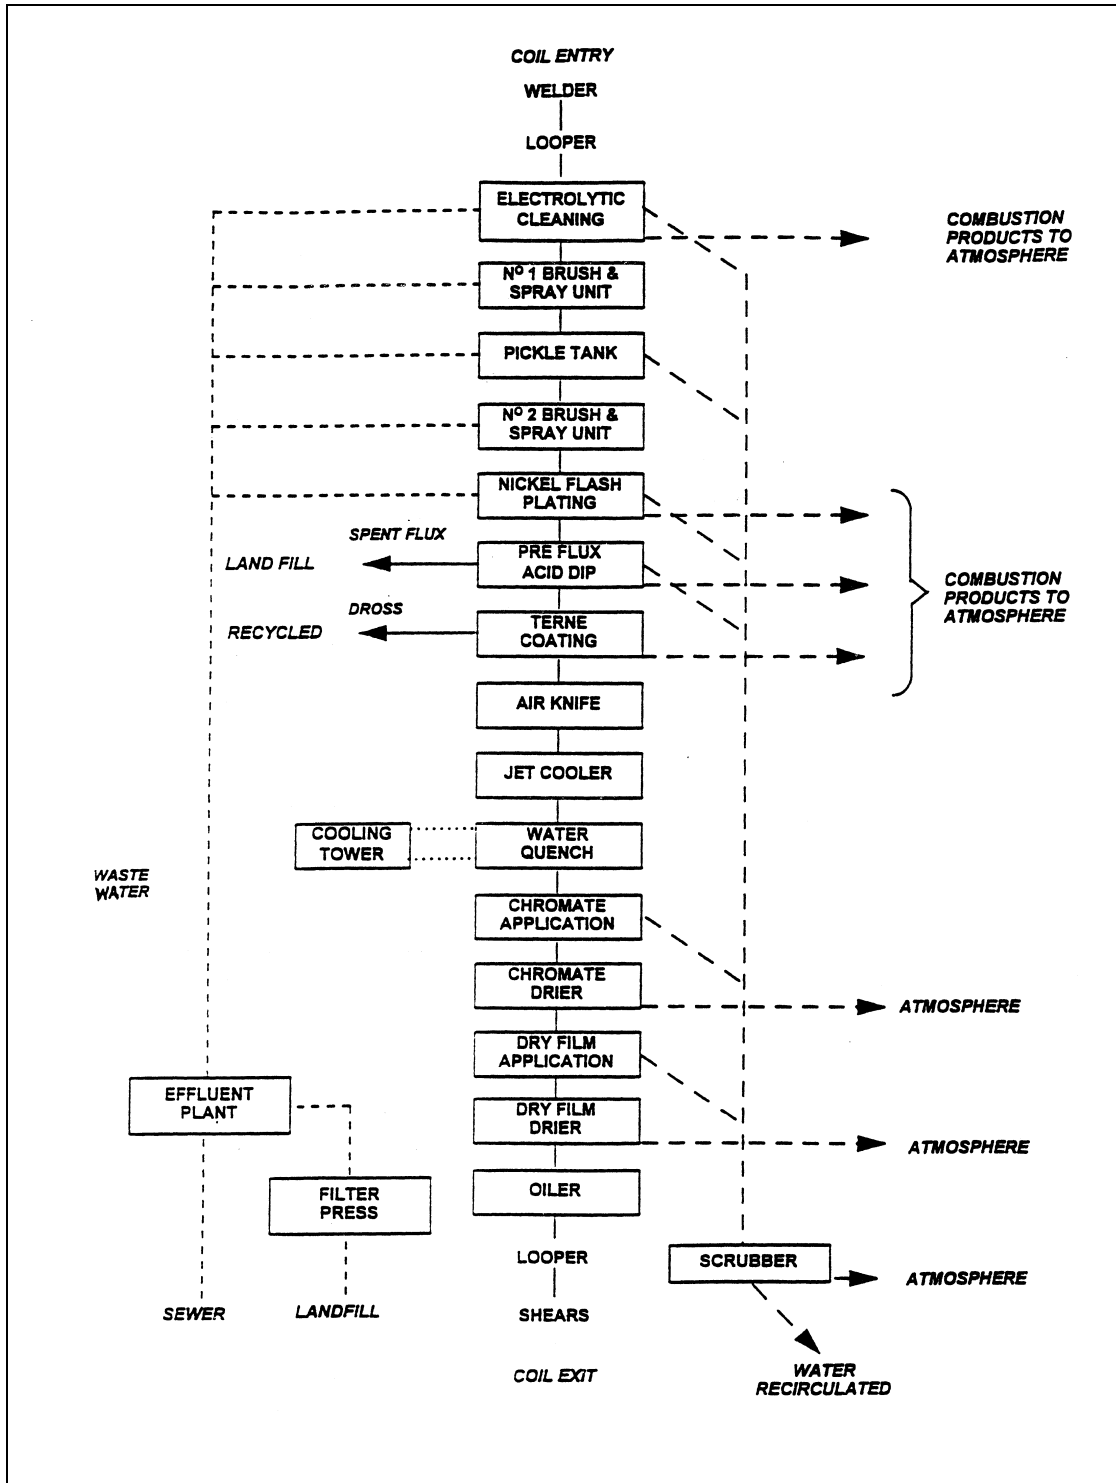 COIL ENTRY
WELDER
LOOPER
ELECTROLYTIC
CLEANING
COMBUSTION
PRODUCTS TO
ATMOSPHERE
Nº 1 BRUSH &
SPRAY UNIT
PICKLE TANK
Nº 2 BRUSH &
SPRAY UNIT
NICKEL FLASH
PLATING
SPENT FLUX
LAND FILL
PRE FLUX
ACID DIP
COMBUSTION
PRODUCTS TO
ATMOSPHERE
DROSS
RECYCLED
TERNE
COATING
AIR KNIFE
JET COOLER
COOLING
TOWER
WATER
QUENCH
WASTE
WATER
CHROMATE
APPLICATION
CHROMATE
DRIER
ATMOSPHERE
DRY FILM
APPLICATION
EFFLUENT
PLANT
DRY FILM
DRIER
ATMOSPHERE
FILTER
PRESS
OILER
LOOPER
SCRUBBER
ATMOSPHERE
SEWER
LANDFILL
SHEARS
COIL EXIT
WATER
RECIRCULATED